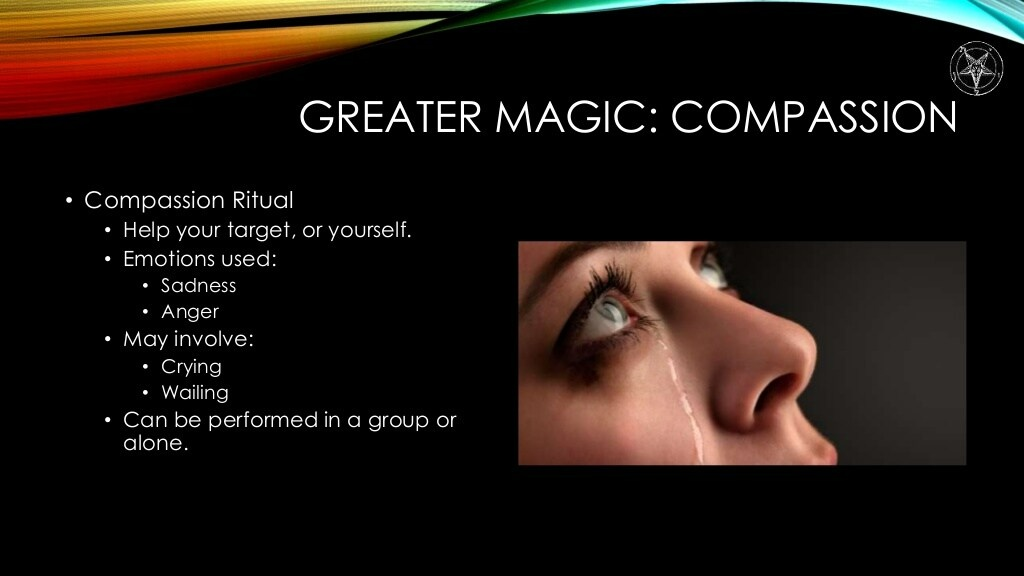 GREATER MAGIC: COMPASSION
• Compassion Ritual
• Help your target, or yourself.
• Emotions used:
• Sadness
• Anger
• May involve:
• Crying
• Wailing
• Can be performed in a group or
alone.